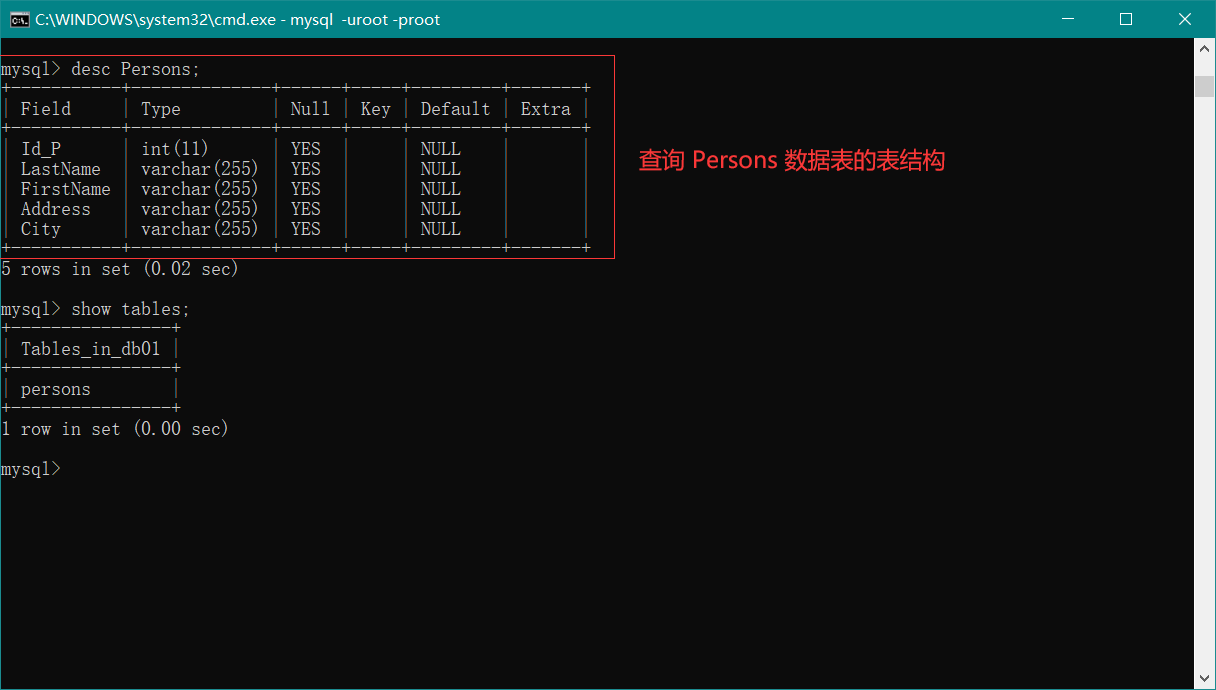 C:\WINDOWS\system32\cmd.exe - mysql  -uroot -proot
mysql> desc Persons;
+-----------+--------------+------+-----+---------+-------+
| Field     | Type         | Null | Key | Default | Extra |
+-----------+--------------+------+-----+---------+-------+
| Id_P      | int(11)      | YES  |     | NULL    |       |
| LastName  | varchar(255) | YES  |     | NULL    |       |
| FirstName | varchar(255) | YES  |     | NULL    |       |
| Address   | varchar(255) | YES  |     | NULL    |       |
| City      | varchar(255) | YES  |     | NULL    |       |
+-----------+--------------+------+-----+---------+-------+
查询 Persons 数据表的表结构
5 rows in set (0.02 sec)
mysql> show tables;
+----------------+
| Tables_in_db01 |
+----------------+
| persons        |
+----------------+
1 row in set (0.00 sec)
mysql>